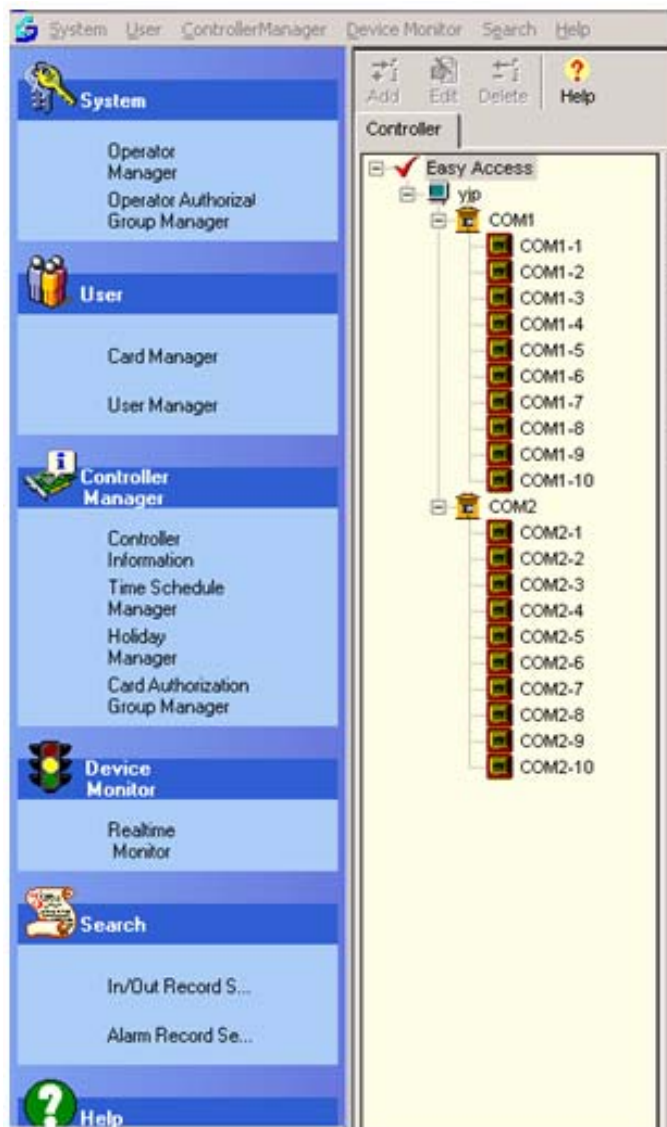 System User ControllerManager Device Monitor Search Help
System
Operator
Manager
Operator Authorizal
Group Manager
User
Card Manager
User Manager
Controller
Manager
Controller
Information
Time Schedule
Manager
Holiday
Manager
Card Authorization
Group Manager
Device
Monitor
Realtime
Monitor
Search
In/Out Record S...
Alarm Record Se...
Help
Add Edit Delete Help
Controller
Easy Access
yjp
COM1
COM1-1
COM1-2
COM1-3
COM1-4
COM1-5
COM1-6
COM1-7
COM1-8
COM1-9
COM1-10
COM2
COM2-1
COM2-2
COM2-3
COM2-4
COM2-5
COM2-6
COM2-7
COM2-8
COM2-9
COM2-10